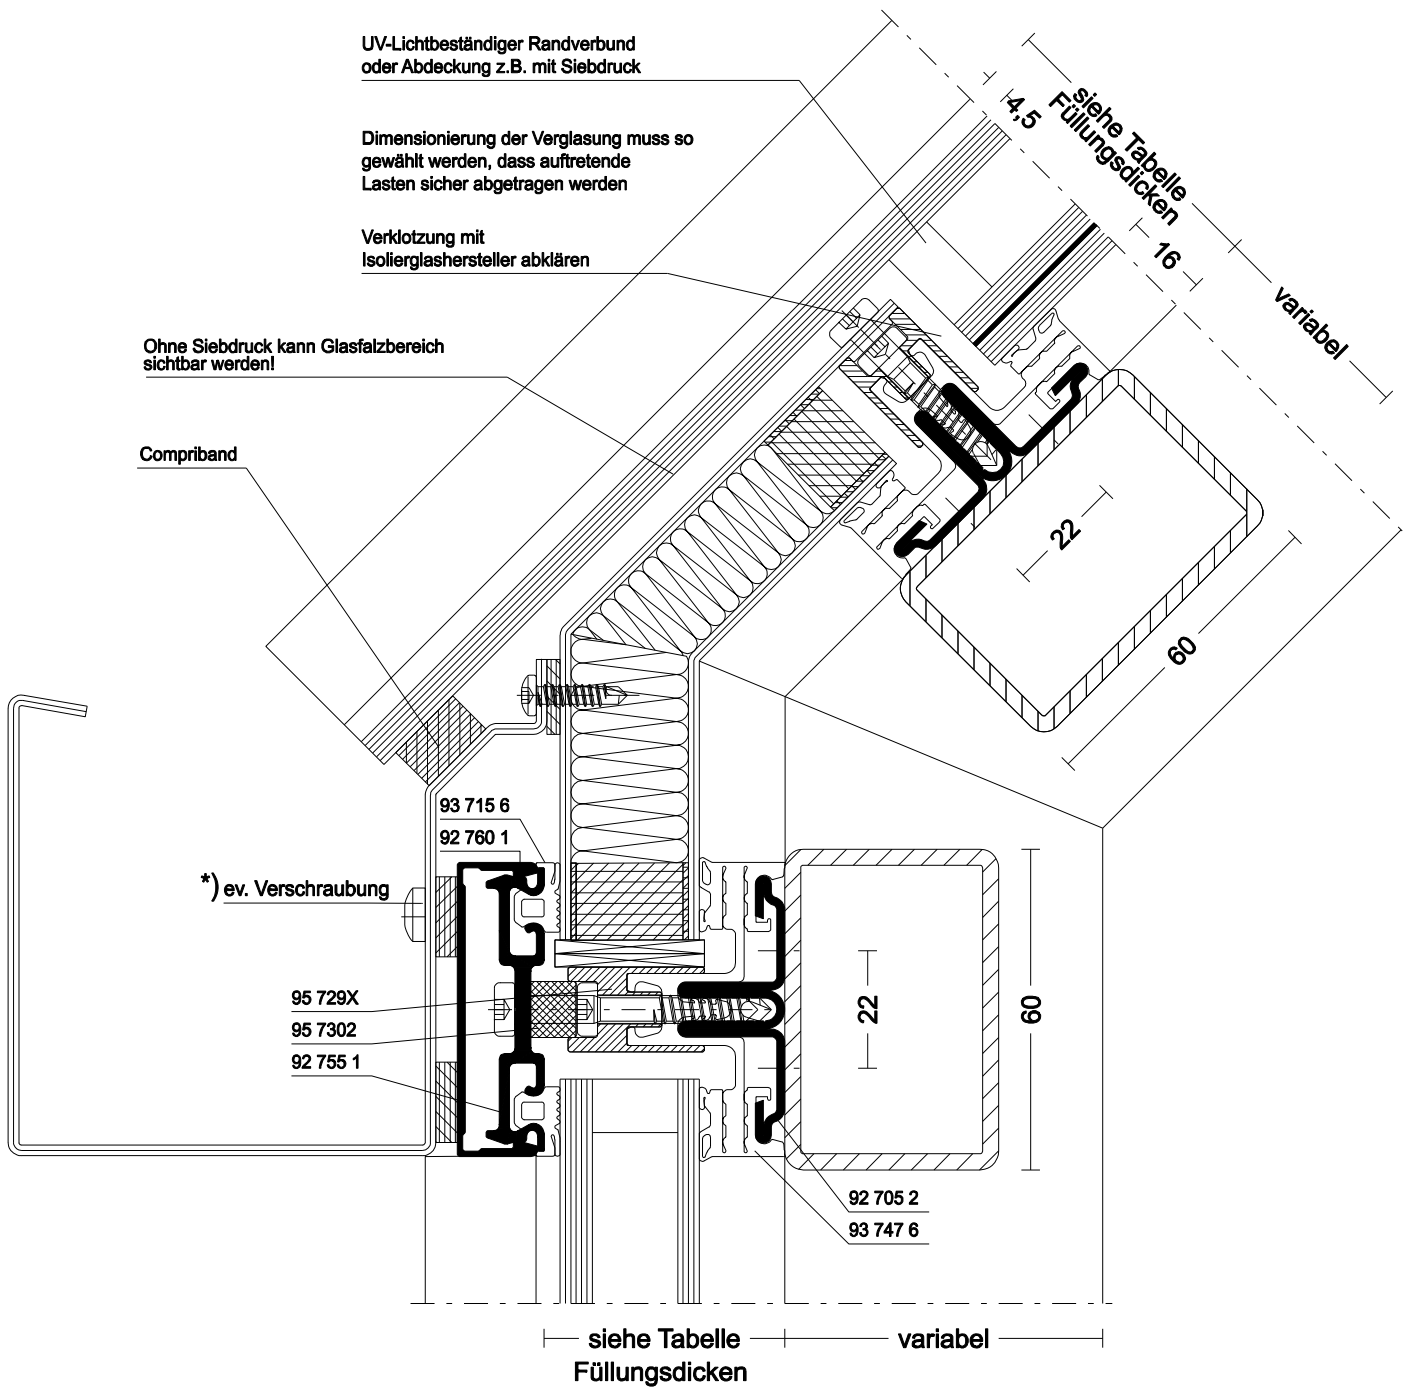 UV-Lichtbeständiger Randverbund
oder Abdeckung z.B. mit Siebdruck
Dimensionierung der Verglasung muss so
gewählt werden, dass auftretende
Lasten sicher abgetragen werden
Verklotzung mit
Isolierglashersteller abklären
Ohne Siebdruck kann Glasfalzbereich
sichtbar werden!
Compriband
4,5
siehe Tabelle
Füllungsdicken
16
variabel
22
60
93 715 6
92 760 1
*) ev. Verschraubung
95 729X
95 7302
92 755 1
22
60
92 705 2
93 747 6
siehe Tabelle
Füllungsdicken
variabel